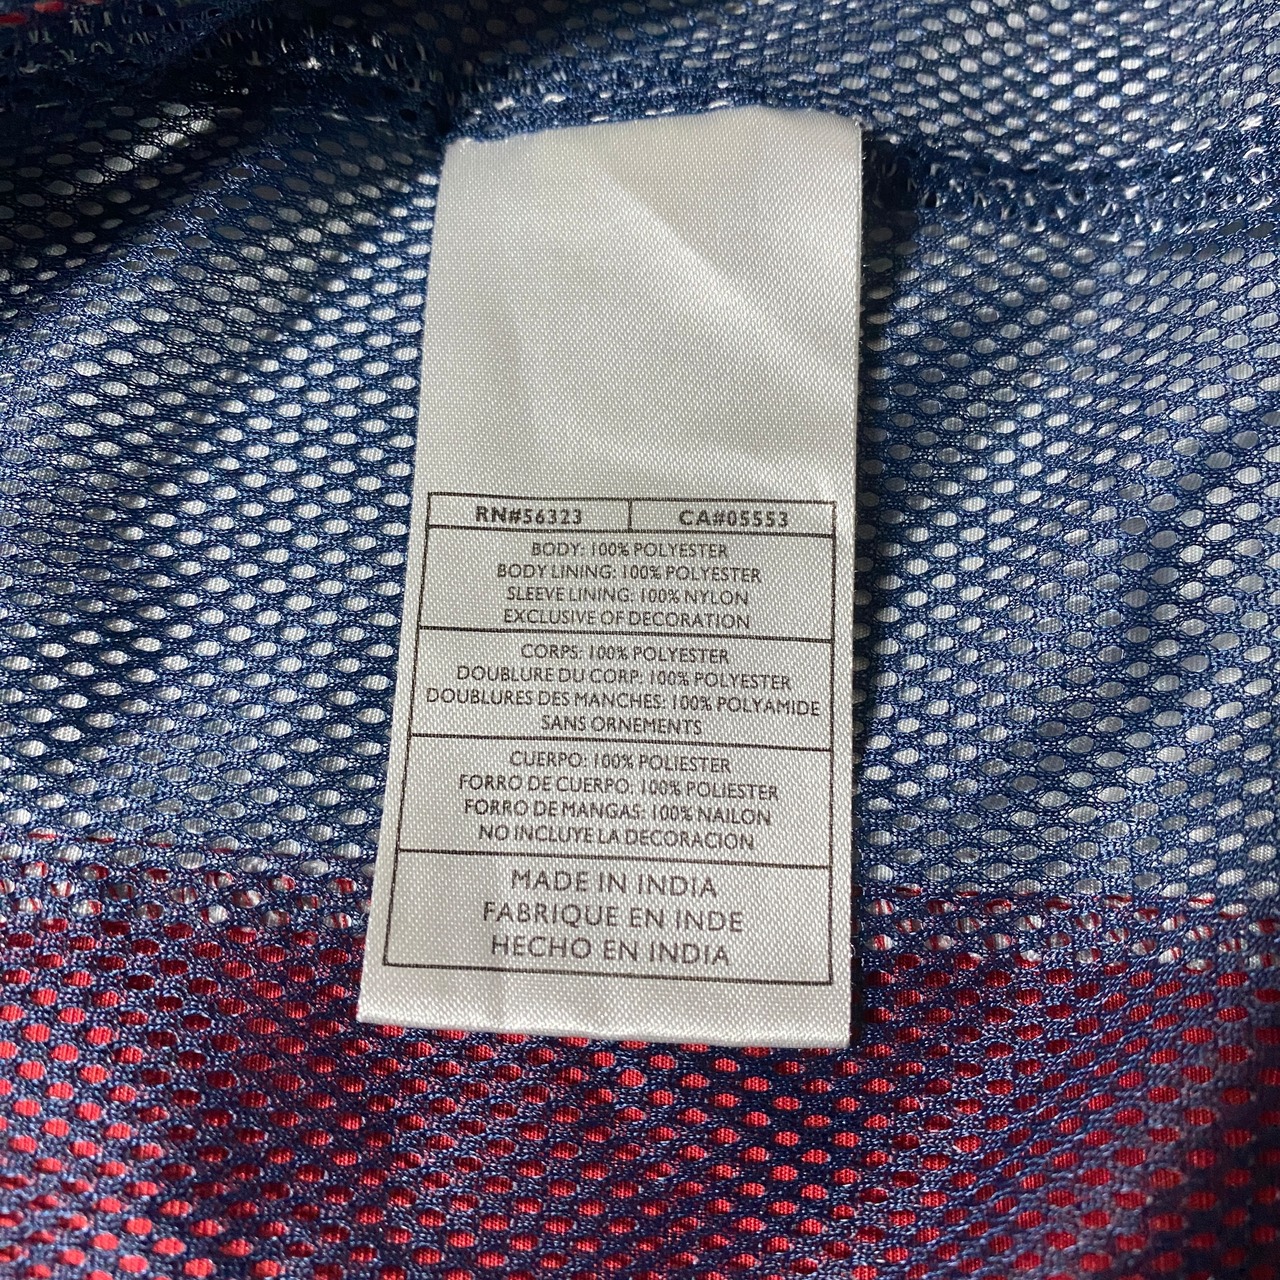 RN#56323 CA#05553
BODY: 100% POLYESTER
BODY LINING: 100% POLYESTER
SLEEVE LINING: 100% NYLON
EXCLUSIVE OF DECORATION
CORPS: 100% POLYESTER
DOUBLURE DU CORP: 100% POLYESTER
DOUBLURES DES MANCHES: 100% POLYAMIDE
SANS ORNEMENTS
CUERPO: 100% POLIESTER
FORRO DE CUERPO: 100% POLIESTER
FORRO DE MANGAS: 100% NAILON
NO INCLUYE LA DECORACION
MADE IN INDIA
FABRIQUE EN INDE
HECHO EN INDIA